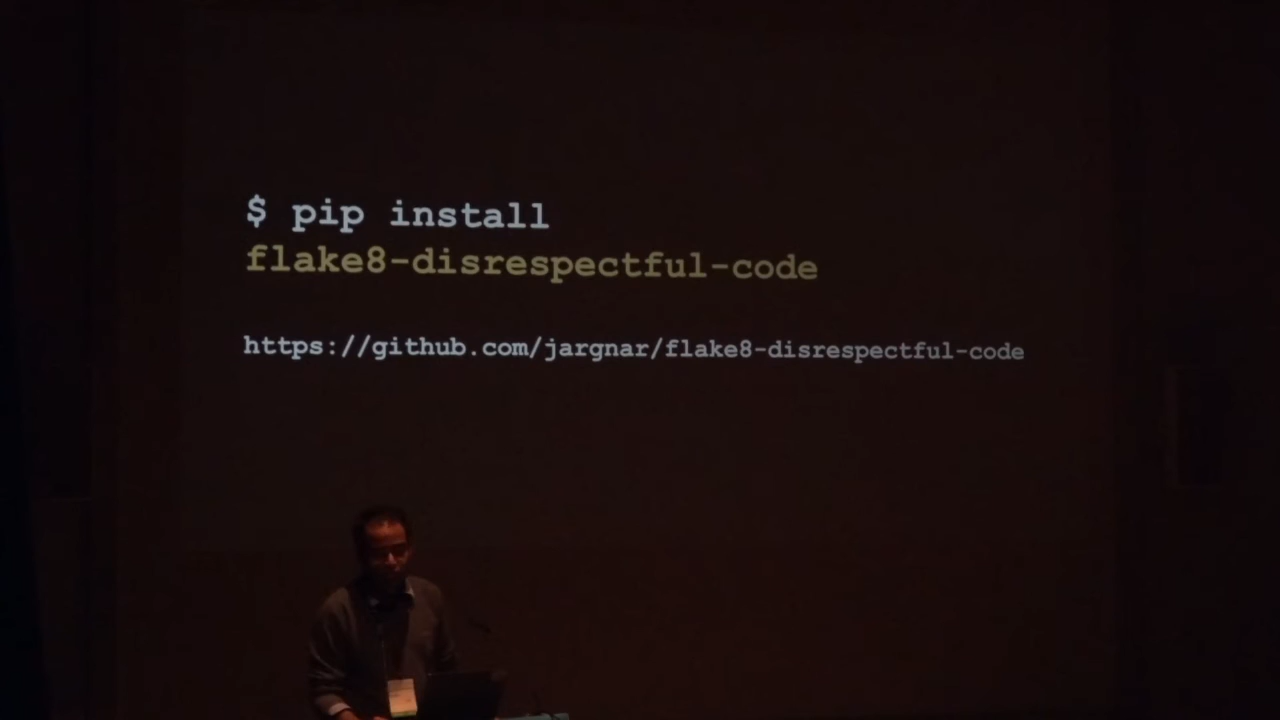 $ pip install
flake8-disrespectful-code
https://github.com/jargnar/flake8-disrespectful-code